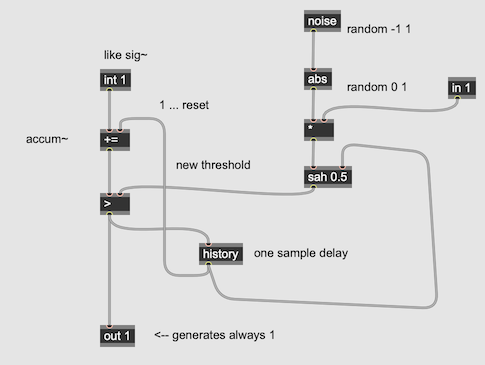 noise
random -1 1
like sig~
int 1
abs
random 0 1
in 1
1 ... reset
accum~
+=
*
new threshold
sah 0.5
>
history
one sample delay
out 1
<-- generates always 1